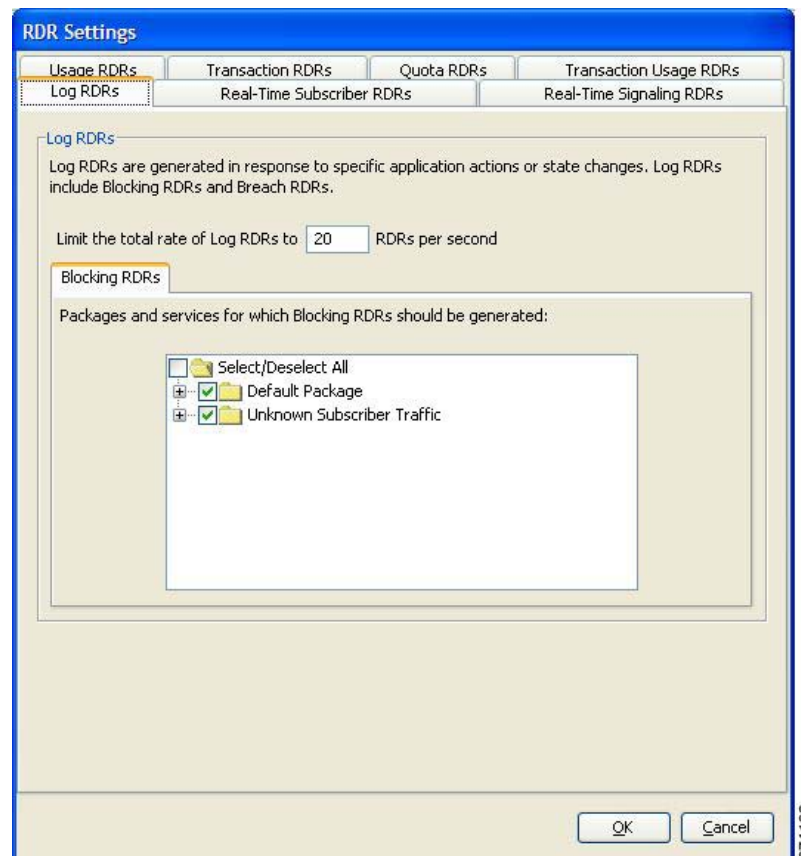 RDR Settings
Usage RDRs
Transaction RDRs
Quota RDRs
Transaction Usage RDRs
Log RDRs
Real-Time Subscriber RDRs
Real-Time Signaling RDRs
Log RDRs
Log RDRs are generated in response to specific application actions or state changes. Log RDRs
include Blocking RDRs and Breach RDRs.
Limit the total rate of Log RDRs to 20 RDRs per second
Blocking RDRs
Packages and services for which Blocking RDRs should be generated:
Select/Deselect All
Default Package
Unknown Subscriber Traffic
OK
Cancel